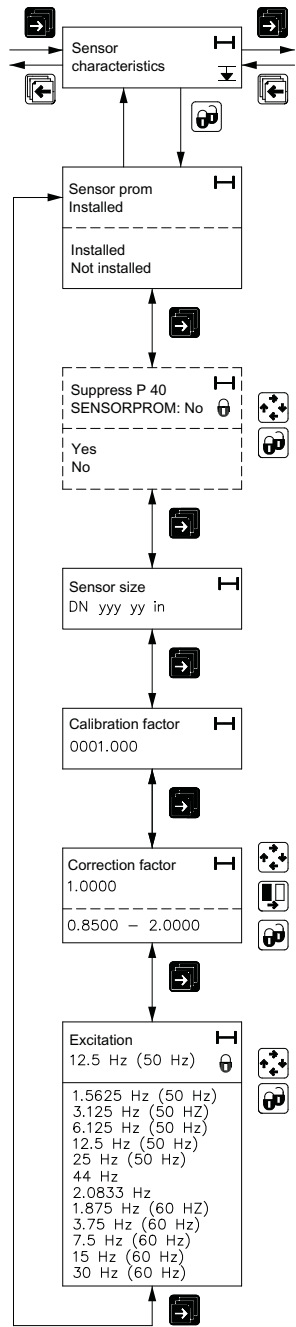 Sensor
characteristics
Sensor prom
Installed
Installed
Not installed
Suppress P 40
SENSORPROM: No
Yes
No
Sensor size
DN yyy yy in
Calibration factor
0001.000
Correction factor
1.0000
0.8500 – 2.0000
Excitation
12.5 Hz (50 Hz)
1.5625 Hz (50 Hz)
3.125 Hz (50 HZ)
6.125 Hz (50 Hz)
12.5 Hz (50 Hz)
25 Hz (50 Hz)
44 Hz
2.0833 Hz
1.875 Hz (60 HZ)
3.75 Hz (60 Hz)
7.5 Hz (60 Hz)
15 Hz (60 Hz)
30 Hz (60 Hz)